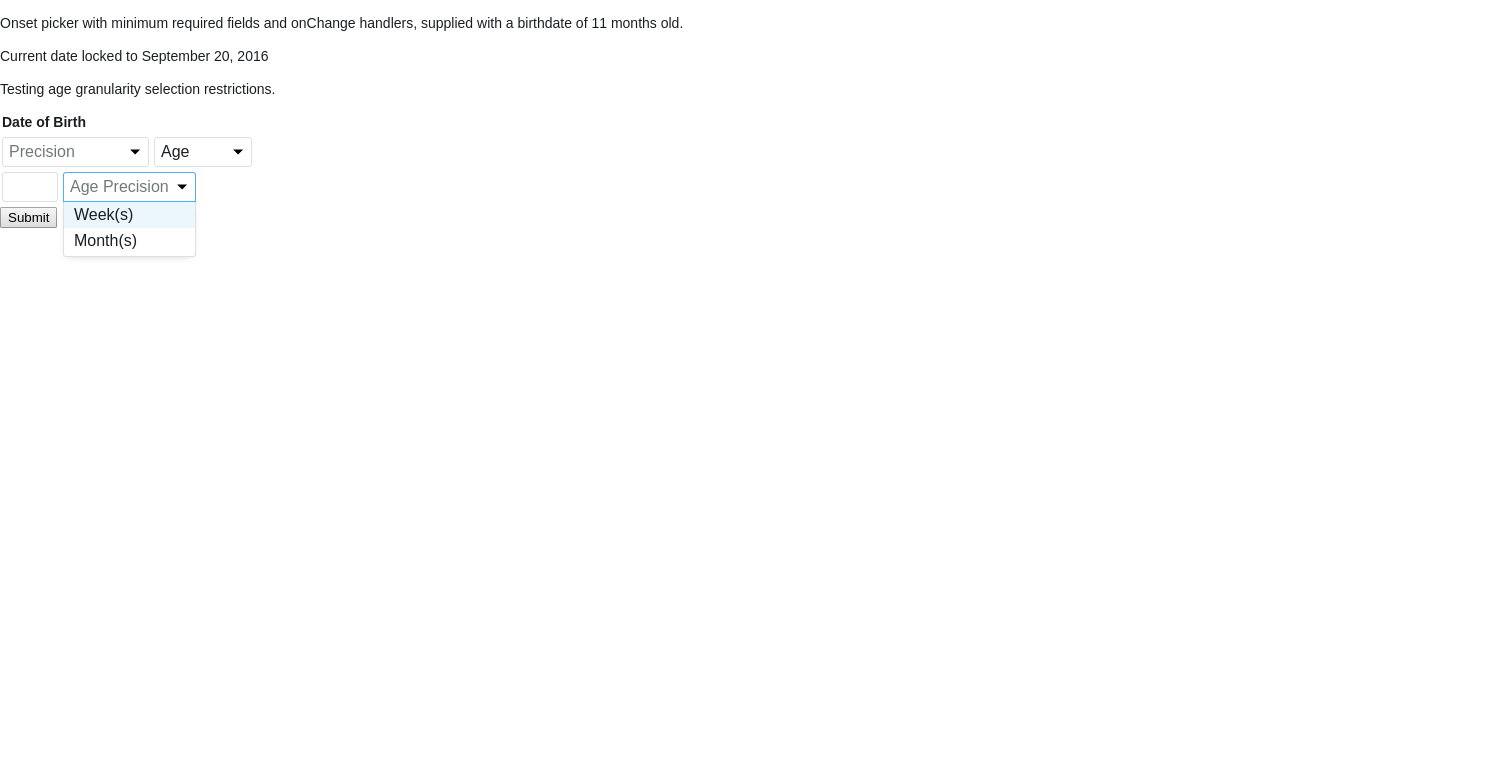 Onset picker with minimum required fields and onChange handlers, supplied with a birthdate of 11 months old.
Current date locked to September 20, 2016
Testing age granularity selection restrictions.
Date of Birth
Precision Age
Age Precision
Week(s)
Submit
Month(s)